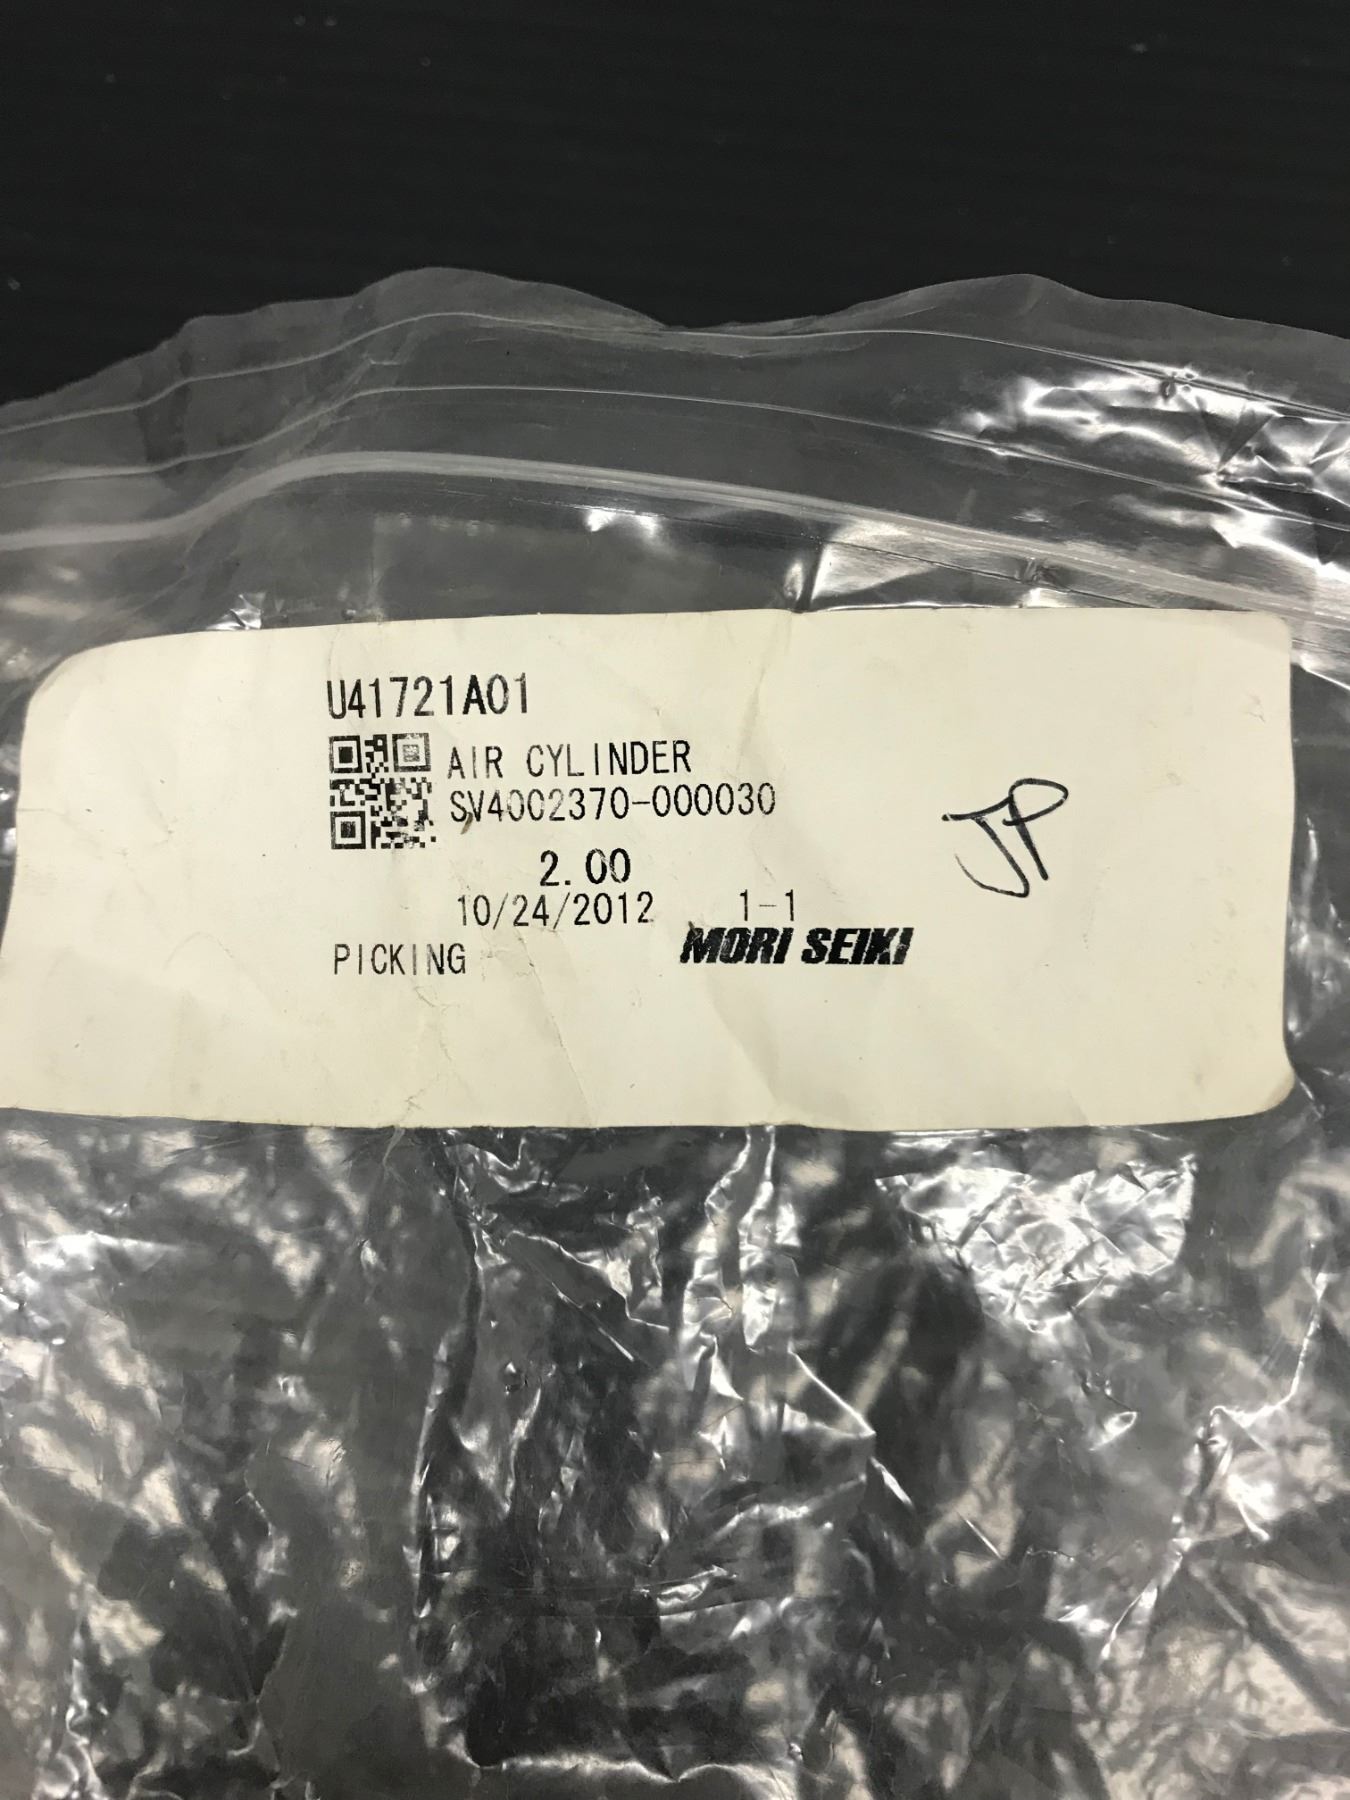 U41721A01
AIR CYLINDER
SV4002370-000030
2.00
10/24/2012 1-1
PICKING MORI SEIKI
JP